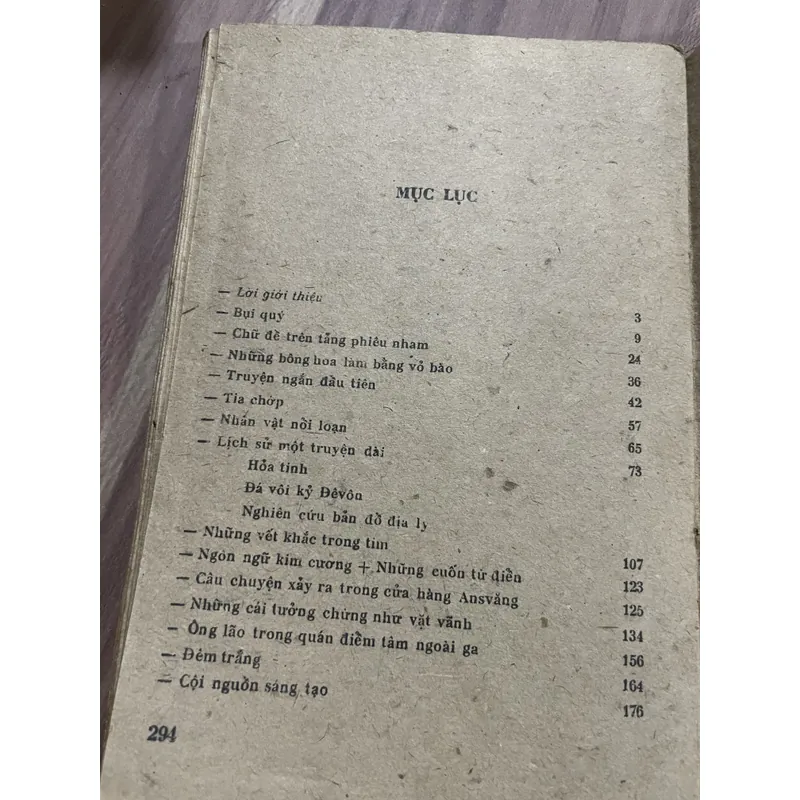 MỤC LỤC
— Lời giới thiệu 3
— Bụi quý 9
— Chữ đề trên tảng phiêu nham 24
— Những bông hoa làm bằng vỏ bào 36
— Truyện ngắn đầu tiên 42
— Tia chớp 57
— Nhân vật nổi loạn 65
— Lịch sử một truyện dài 73
Hỏa tinh
Đá vôi kỷ Đêvôn
Nghiên cứu bản đồ địa lý
— Những vết khắc trong tim 107
— Ngôn ngữ kim cương + Những cuốn từ điển 123
— Câu chuyện xảy ra trong cửa hàng Ansvăng 125
— Những cái tưởng chừng như vặt vãnh 134
— Ông lão trong quán điểm tâm ngoài ga 156
— Đêm trắng 164
— Cội nguồn sáng tạo 176
294